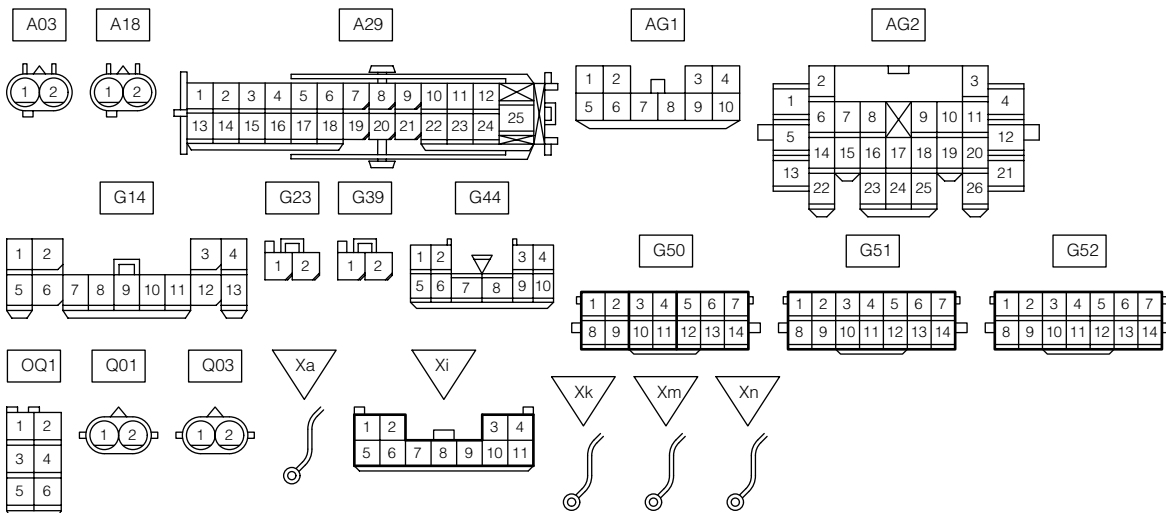 A03 A18 A29 AG1 AG2
1 2
1 2
1 2 3 4 5 6 7 8 9 10 11 12
13 14 15 16 17 18 19 20 21 22 23 24 25
1 2 3 4
5 6 7 8 9 10
2 3
1 4
6 7 8 9 10 11
5 12
14 15 16 17 18 19 20
13 21
22 23 24 25 26
G14 G23 G39 G44 G50 G51 G52
1 2 3 4
5 6 7 8 9 10 11 12 13
1 2
1 2
1 2 3 4
5 6 7 8 9 10
1 2 3 4 5 6 7
8 9 10 11 12 13 14
1 2 3 4 5 6 7
8 9 10 11 12 13 14
1 2 3 4 5 6 7
8 9 10 11 12 13 14
OQ1 Q01 Q03 Xa Xi Xk Xm Xn
1 2
3 4
5 6
1 2
1 2
1 2 3 4
5 6 7 8 9 10 11